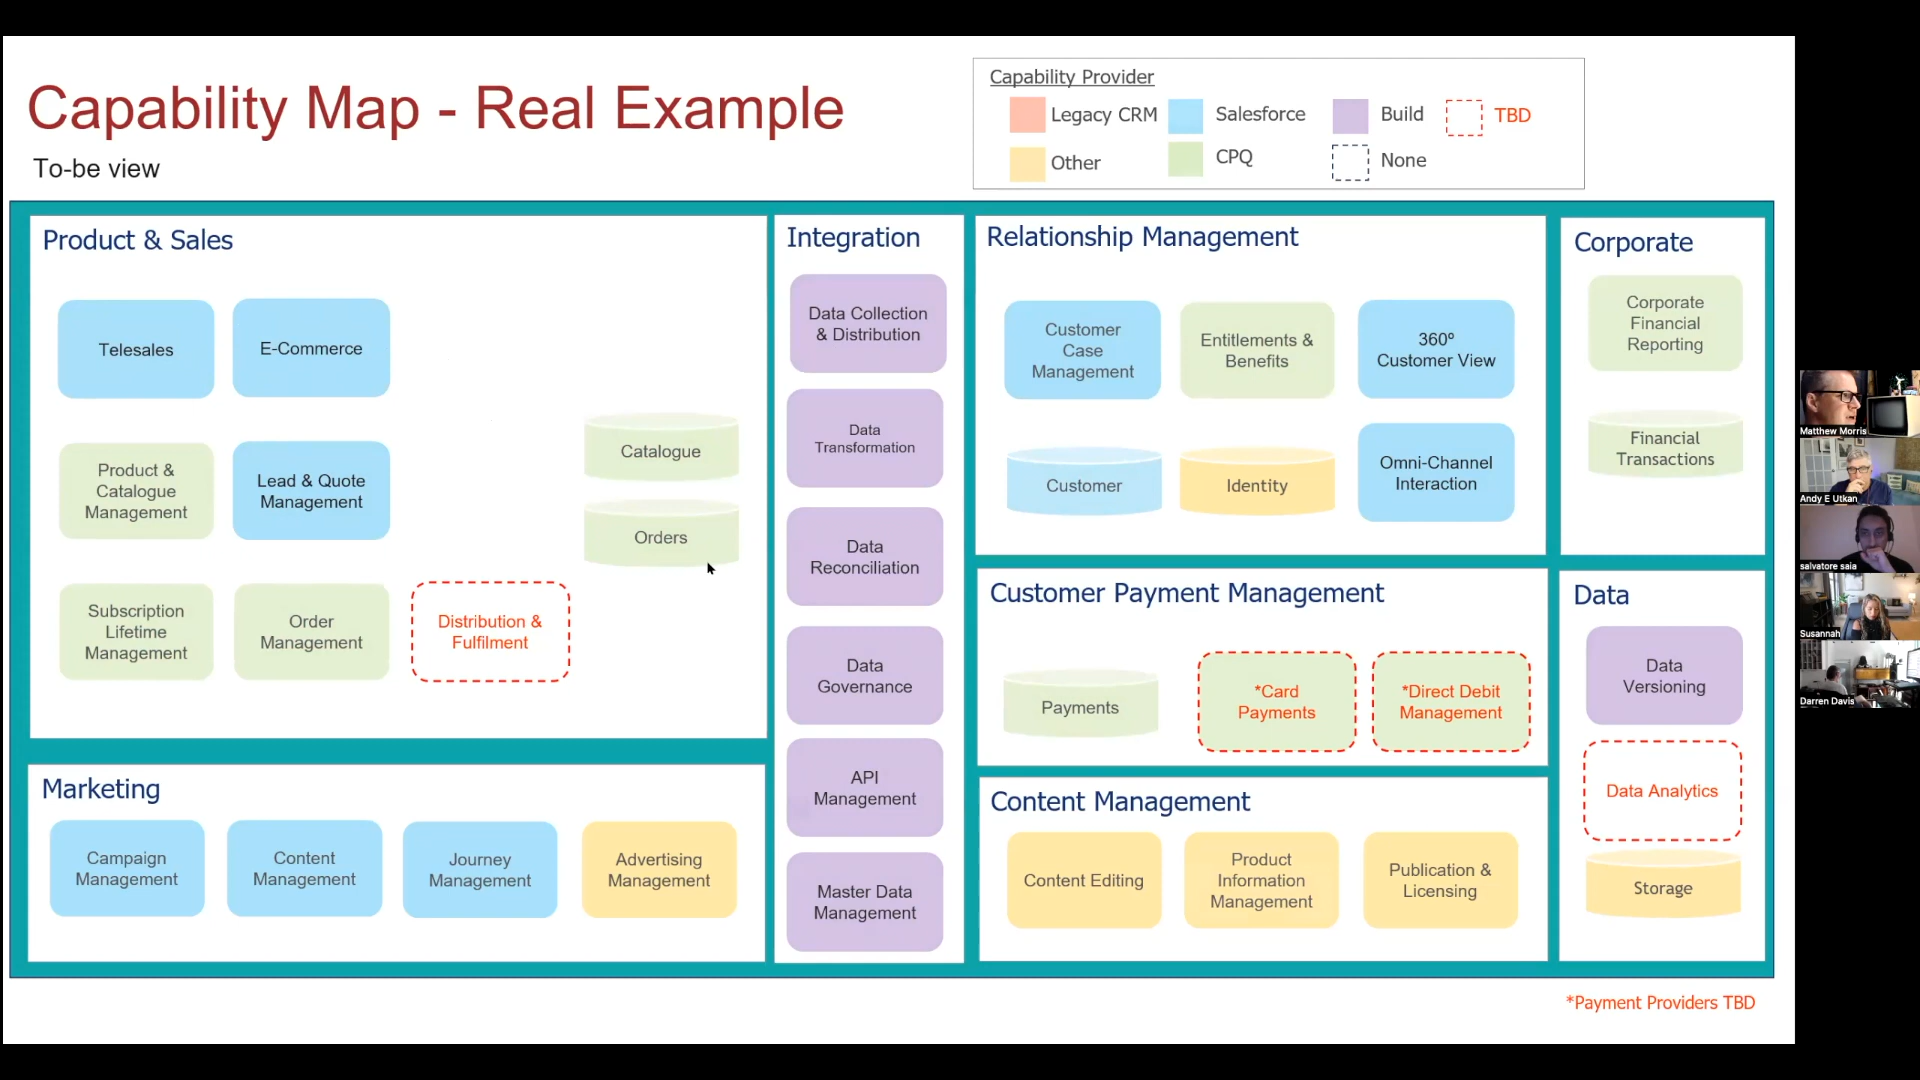 Capability Map - Real Example
To-be view
Capability Provider
Legacy CRM
Salesforce
Build
TBD
Other
CPQ
None
Product & Sales
Telesales
E-Commerce
Product &
Catalogue
Management
Lead & Quote
Management
Catalogue
Orders
Subscription
Lifetime
Management
Order
Management
Distribution &
Fulfilment
Marketing
Campaign
Management
Content
Management
Journey
Management
Advertising
Management
Integration
Data Collection
& Distribution
Data
Transformation
Data
Reconciliation
Data
Governance
API
Management
Master Data
Management
Relationship Management
Customer
Case
Management
Entitlements &
Benefits
360º
Customer View
Customer
Identity
Omni-Channel
Interaction
Customer Payment Management
Payments
*Card
Payments
*Direct Debit
Management
Content Management
Content Editing
Product
Information
Management
Publication &
Licensing
Corporate
Corporate
Financial
Reporting
Financial
Transactions
Data
Data
Versioning
Data Analytics
Storage
*Payment Providers TBD
Matthew Morris
Andy E Utkan
salvatore saia
Susannah
Darren Davis